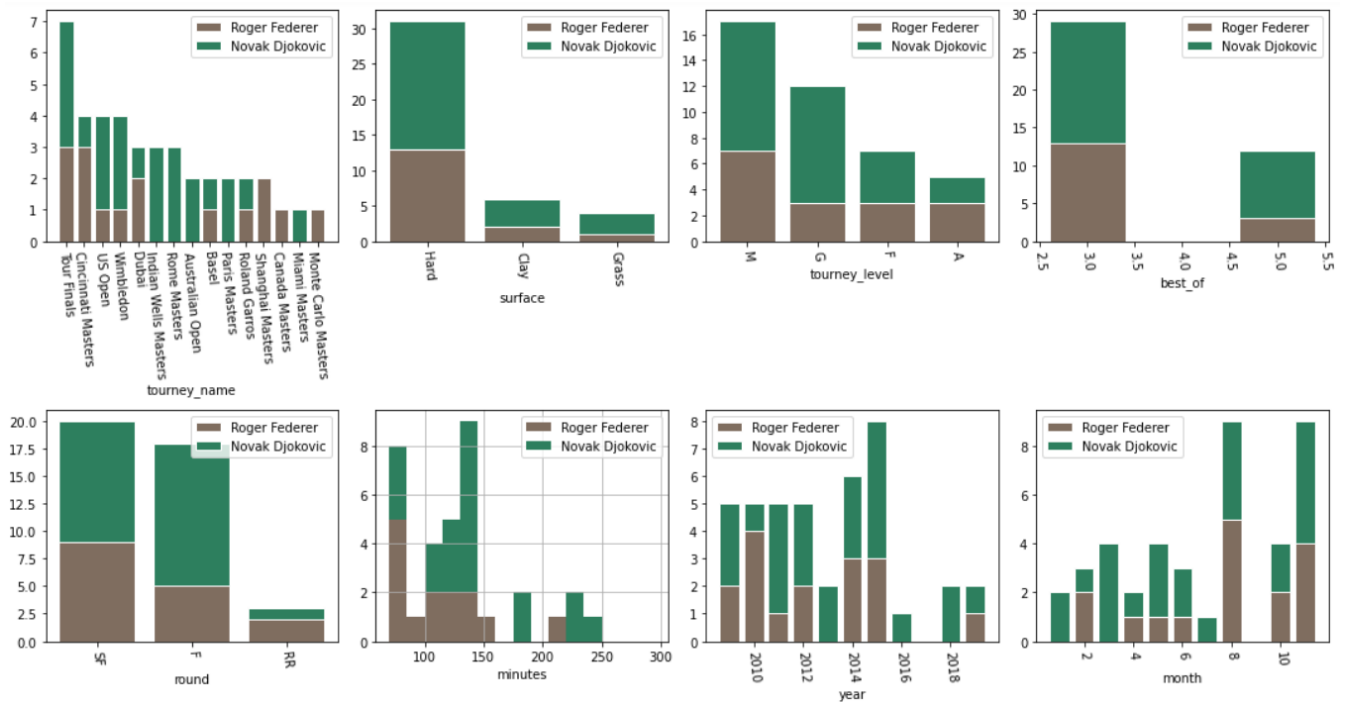 Roger Federer
Novak Djokovic
7
6
5
4
3
2
1
0
Tour Finals
Cincinnati Masters
US Open
Wimbledon
Dubai
Indian Wells Masters
Rome Masters
Australian Open
Basel
Paris Masters
Roland Garros
Shanghai Masters
Canada Masters
Miami Masters
Monte Carlo Masters
tourney_name
Roger Federer
Novak Djokovic
30
25
20
15
10
5
0
Hard
Clay
Grass
surface
Roger Federer
Novak Djokovic
16
14
12
10
8
6
4
2
0
M
G
F
A
tourney_level
Roger Federer
Novak Djokovic
30
25
20
15
10
5
0
2.5
3.0
3.5
4.0
4.5
5.0
5.5
best_of
Roger Federer
Novak Djokovic
20.0
17.5
15.0
12.5
10.0
7.5
5.0
2.5
0.0
SF
F
RR
round
Roger Federer
Novak Djokovic
8
6
4
2
0
100
150
200
250
300
minutes
Roger Federer
Novak Djokovic
8
7
6
5
4
3
2
1
0
2010
2012
2014
2016
2018
year
Roger Federer
Novak Djokovic
8
6
4
2
0
2
4
6
8
10
month